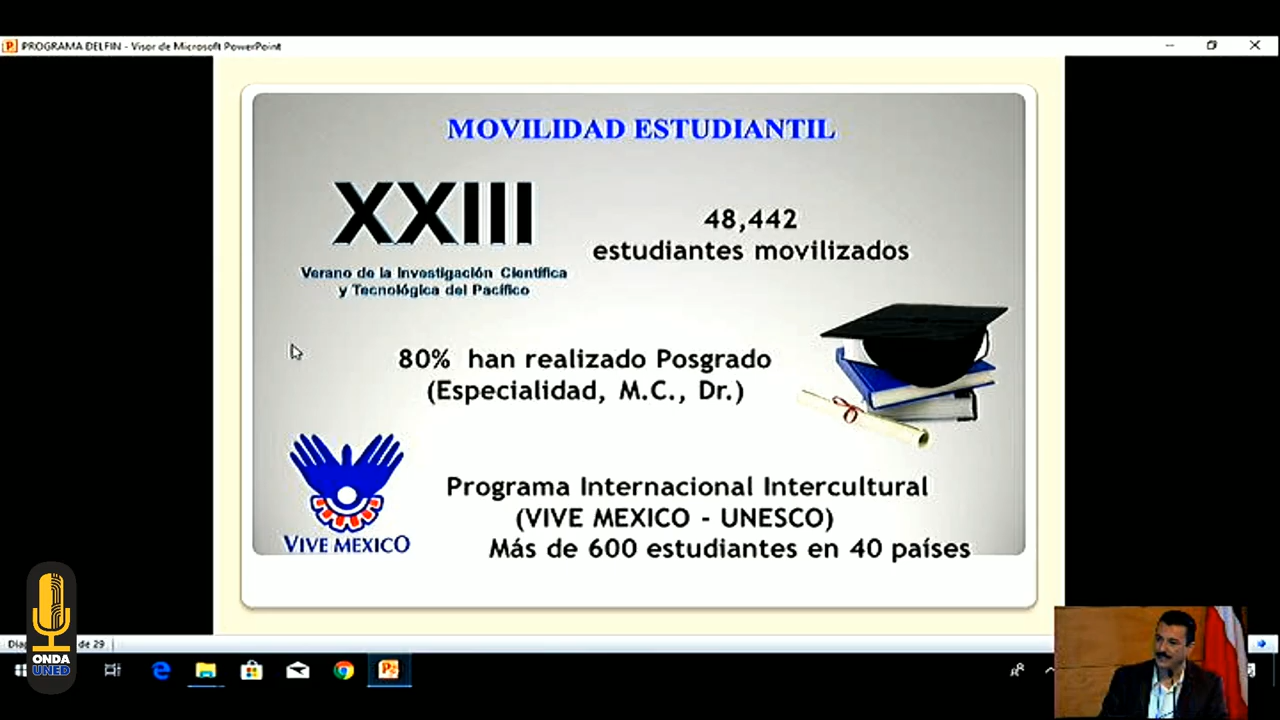 PROGRAMA DELFIN - Visor de Microsoft PowerPoint
MOVILIDAD ESTUDIANTIL
XXIII
Verano de la Investigación Científica
y Tecnológica del Pacífico
48,442
estudiantes movilizados
80% han realizado Posgrado
(Especialidad, M.C., Dr.)
VIVE MEXICO
Programa Internacional Intercultural
(VIVE MEXICO - UNESCO)
Más de 600 estudiantes en 40 países
de 29
ONDA
UNED